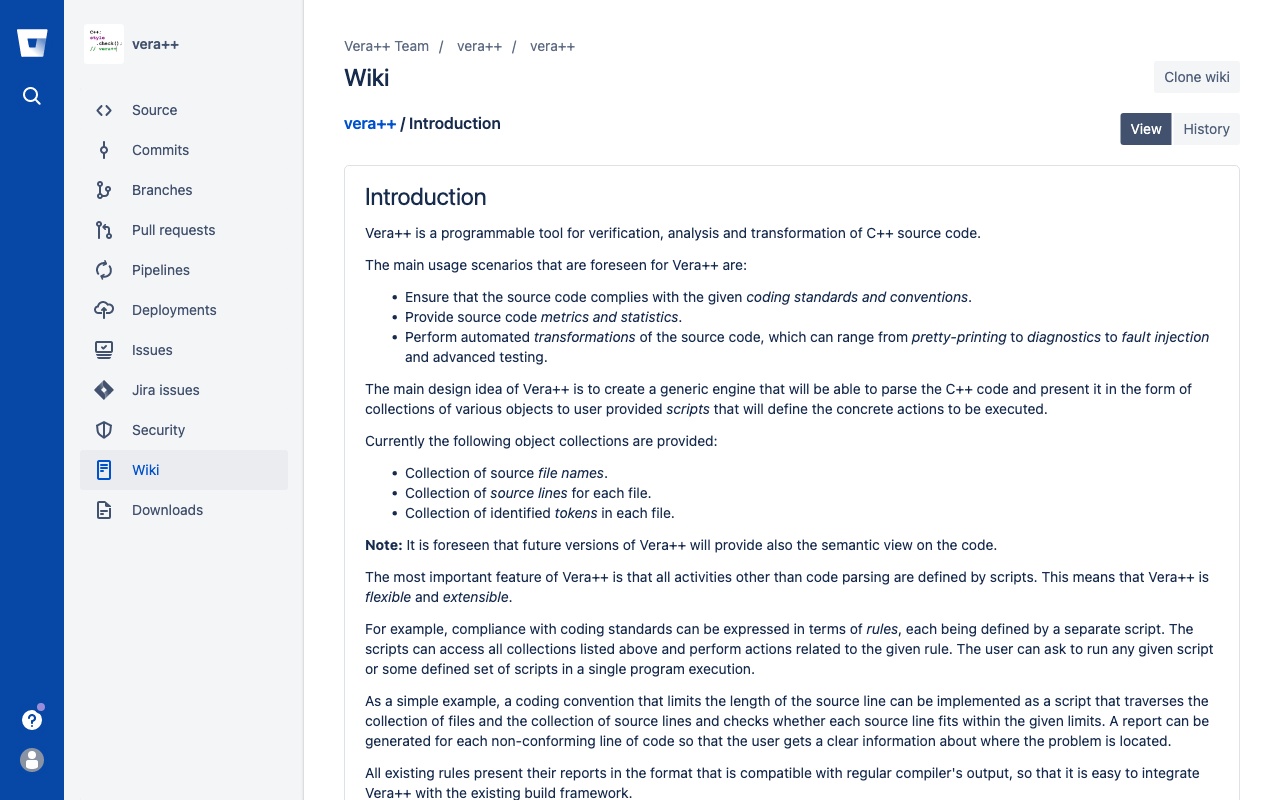 C++:
style
.check();
// vera++
vera++
Source
Commits
Branches
Pull requests
Pipelines
Deployments
Issues
Jira issues
Security
Wiki
Downloads
Vera++ Team / vera++ / vera++
Wiki
Clone wiki
vera++ / Introduction
View
History
Introduction
Vera++ is a programmable tool for verification, analysis and transformation of C++ source code.
The main usage scenarios that are foreseen for Vera++ are:
• Ensure that the source code complies with the given coding standards and conventions.
• Provide source code metrics and statistics.
• Perform automated transformations of the source code, which can range from pretty-printing to diagnostics to fault injection
and advanced testing.
The main design idea of Vera++ is to create a generic engine that will be able to parse the C++ code and present it in the form of
collections of various objects to user provided scripts that will define the concrete actions to be executed.
Currently the following object collections are provided:
• Collection of source file names.
• Collection of source lines for each file.
• Collection of identified tokens in each file.
Note: It is foreseen that future versions of Vera++ will provide also the semantic view on the code.
The most important feature of Vera++ is that all activities other than code parsing are defined by scripts. This means that Vera++ is
flexible and extensible.
For example, compliance with coding standards can be expressed in terms of rules, each being defined by a separate script. The
scripts can access all collections listed above and perform actions related to the given rule. The user can ask to run any given script
or some defined set of scripts in a single program execution.
As a simple example, a coding convention that limits the length of the source line can be implemented as a script that traverses the
collection of files and the collection of source lines and checks whether each source line fits within the given limits. A report can be
generated for each non-conforming line of code so that the user gets a clear information about where the problem is located.
All existing rules present their reports in the format that is compatible with regular compiler's output, so that it is easy to integrate
Vera++ with the existing build framework.